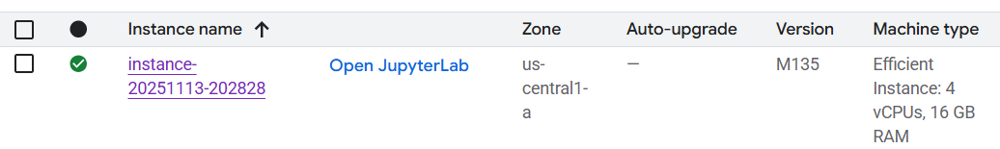 Instance name ↑ Zone Auto-upgrade Version Machine type
instance- Open JupyterLab us- — M135 Efficient
20251113-202828 central1- Instance: 4
a vCPUs, 16 GB
RAM